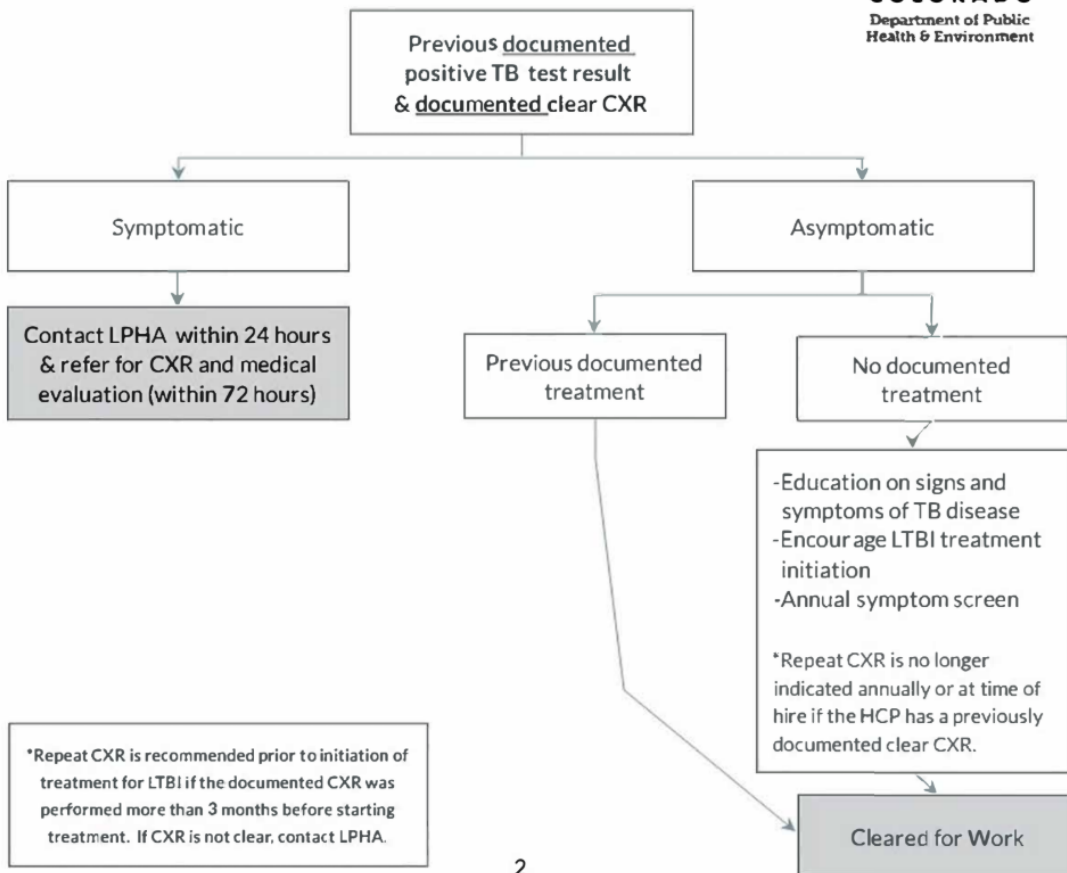 Department of Public
Health & Environment
Previous documented
positive TB test result
& documented clear CXR
Symptomatic
Asymptomatic
Contact LPHA within 24 hours
& refer for CXR and medical
evaluation (within 72 hours)
Previous documented
treatment
No documented
treatment
-Education on signs and
symptoms of TB disease
-Encourage LTBI treatment
initiation
-Annual symptom screen
*Repeat CXR is no longer
indicated annually or at time of
hire if the HCP has a previously
documented clear CXR.
*Repeat CXR is recommended prior to initiation of
treatment for LTBI if the documented CXR was
performed more than 3 months before starting
treatment. If CXR is not clear, contact LPHA.
Cleared for Work
2